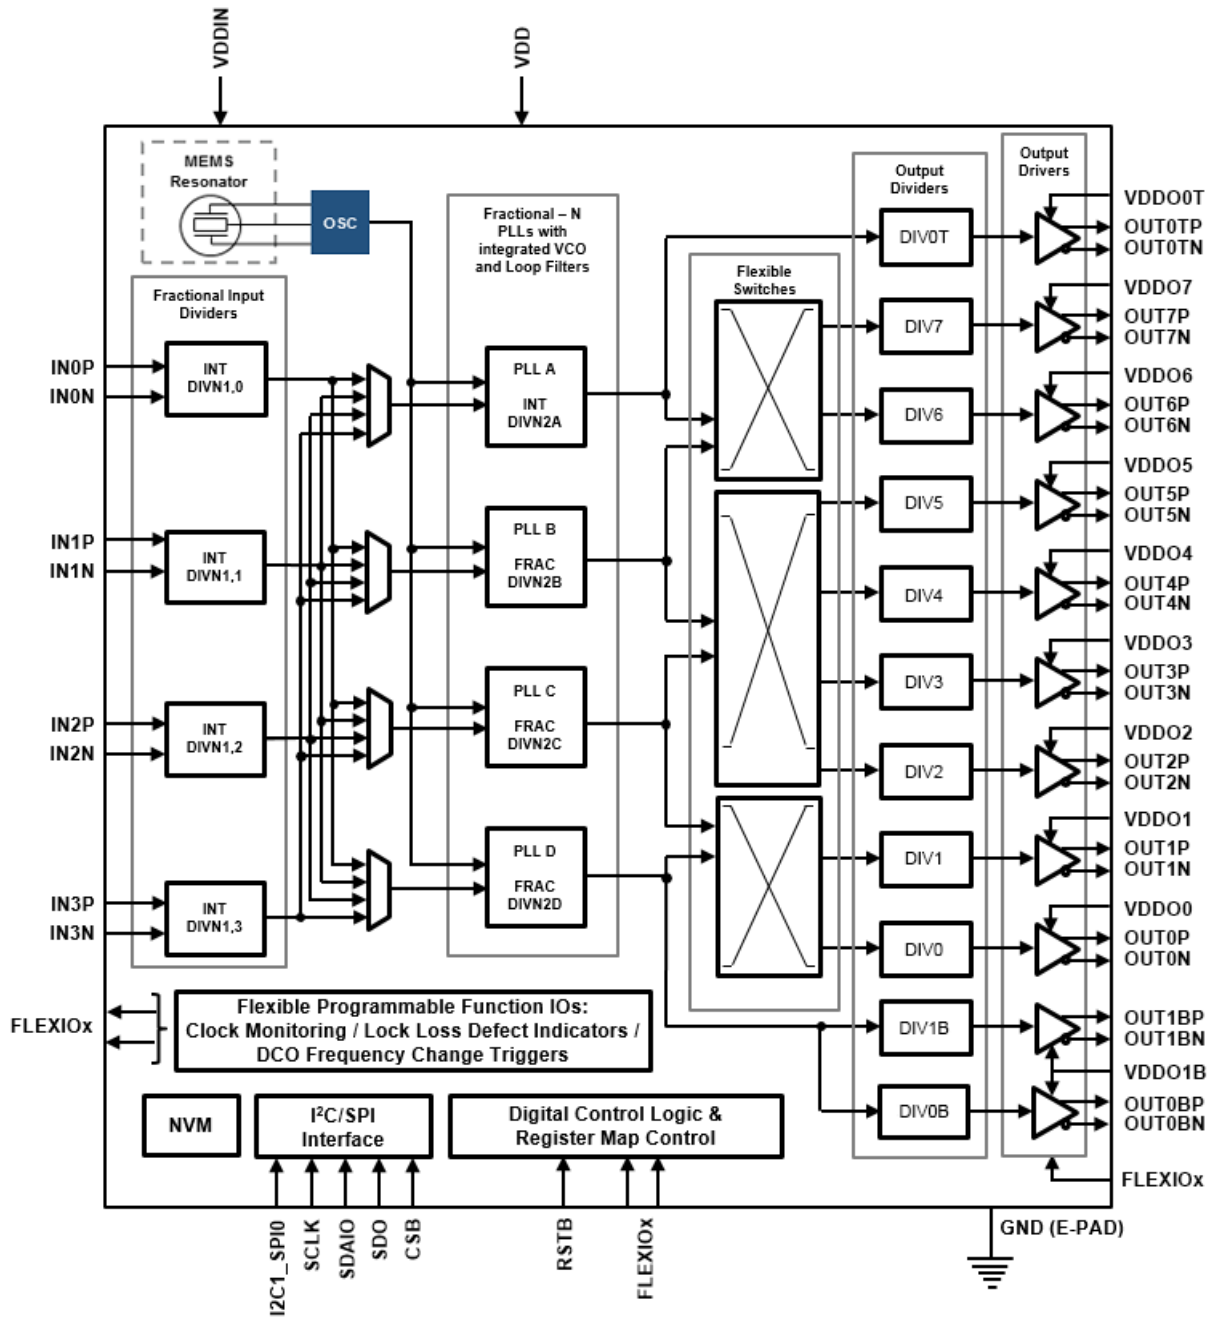 VDDIN
VDD
MEMS
Resonator
OSC
Fractional – N
PLLs with
integrated VCO
and Loop Filters
Output
Dividers
Output
Drivers
Flexible
Switches
Fractional Input
Dividers
IN0P
IN0N
INT
DIVN1,0
IN1P
IN1N
INT
DIVN1,1
IN2P
IN2N
INT
DIVN1,2
IN3P
IN3N
INT
DIVN1,3
PLL A
INT
DIVN2A
PLL B
FRAC
DIVN2B
PLL C
FRAC
DIVN2C
PLL D
FRAC
DIVN2D
DIV0T
DIV7
DIV6
DIV5
DIV4
DIV3
DIV2
DIV1
DIV0
DIV1B
DIV0B
VDDO0T
OUT0TP
OUT0TN
VDDO7
OUT7P
OUT7N
VDDO6
OUT6P
OUT6N
VDDO5
OUT5P
OUT5N
VDDO4
OUT4P
OUT4N
VDDO3
OUT3P
OUT3N
VDDO2
OUT2P
OUT2N
VDDO1
OUT1P
OUT1N
VDDO0
OUT0P
OUT0N
OUT1BP
OUT1BN
VDDO1B
OUT0BP
OUT0BN
FLEXIOx
GND (E-PAD)
FLEXIOx
Flexible Programmable Function IOs:
Clock Monitoring / Lock Loss Defect Indicators /
DCO Frequency Change Triggers
NVM
I²C/SPI
Interface
Digital Control Logic &
Register Map Control
I2C1_SPI0
SCLK
SDAIO
SDO
CSB
RSTB
FLEXIOx